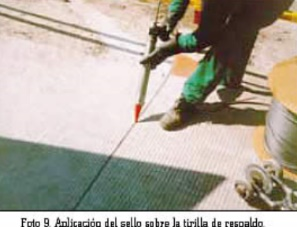 Foto 9. Aplicación del sello sobre la tirilla de respaldo.